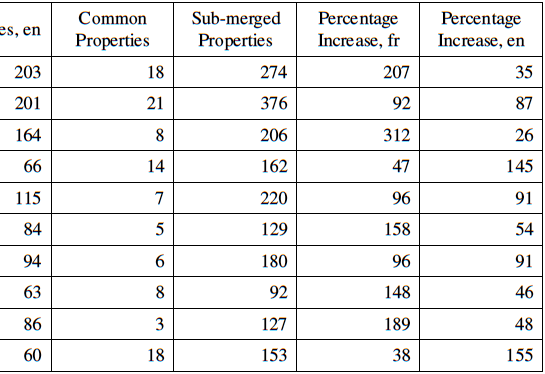 es, en Common Properties Sub-merged Properties Percentage Increase, fr Percentage Increase, en
203 18 274 207 35
201 21 376 92 87
164 8 206 312 26
66 14 162 47 145
115 7 220 96 91
84 5 129 158 54
94 6 180 96 91
63 8 92 148 46
86 3 127 189 48
60 18 153 38 155